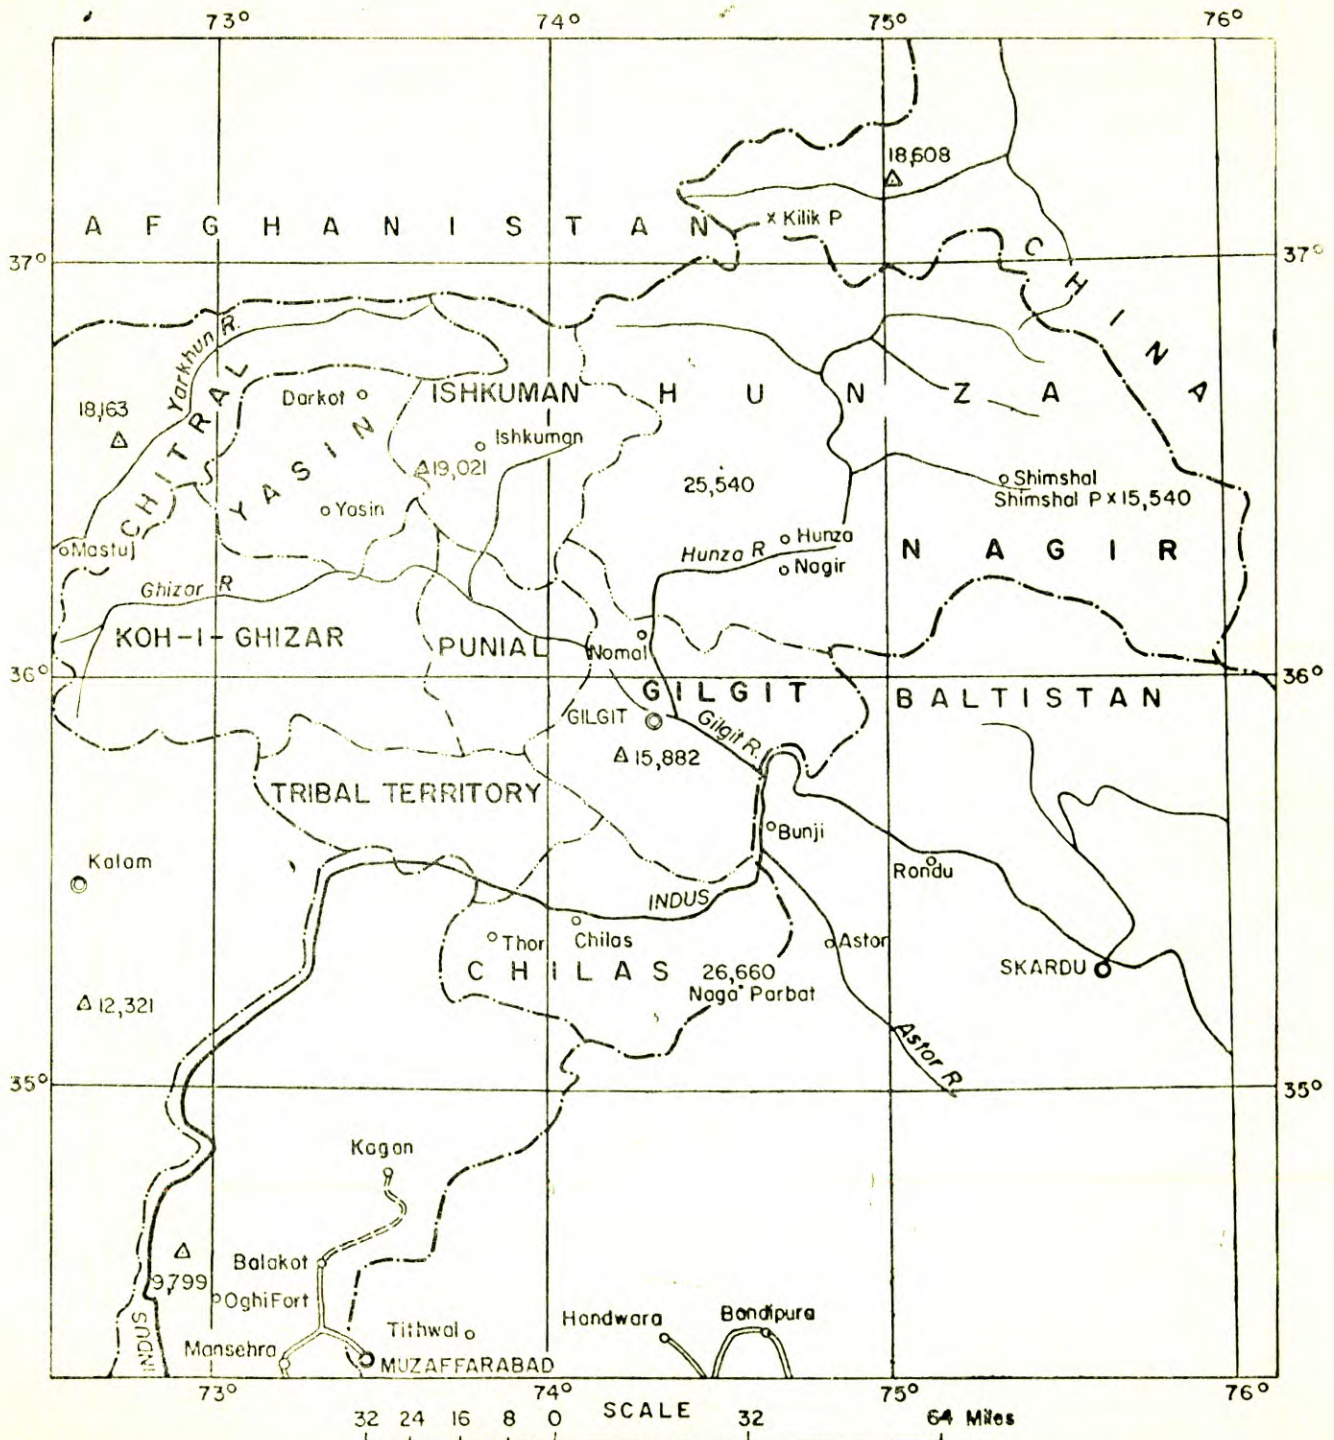 73° 74° 75° 76°
18,608
AFGHANISTAN
x Kilik P
37° 37°
CHINA
Yarkhun R.
CHITRAL
Darkot
ISHKUMAN
HUNZA
18,163
Ishkuman
YASIN
19,021
25,540
Shimshal
Shimshal P x 15,540
Yasin
Mastuj
Hunza R
Hunza
NAGIR
Nagir
Ghizar R
KOH-I-GHIZAR
PUNIAL
Nomal
36° 36°
GILGIT
BALTISTAN
GILGIT
Gilgit R.
15,882
TRIBAL TERRITORY
Bunji
Kalam
Rondu
INDUS
Thor
Chilas
Astor
CHILAS
26,660
Naga Parbat
SKARDU
12,321
Astor R.
35° 35°
Kagan
Balakot
9,799
Oghi Fort
INDUS
Tithwal
Handwara
Bandipura
Mansehra
MUZAFFARABAD
73° 74° 75° 76°
SCALE
32 24 16 8 0 32 64 Miles